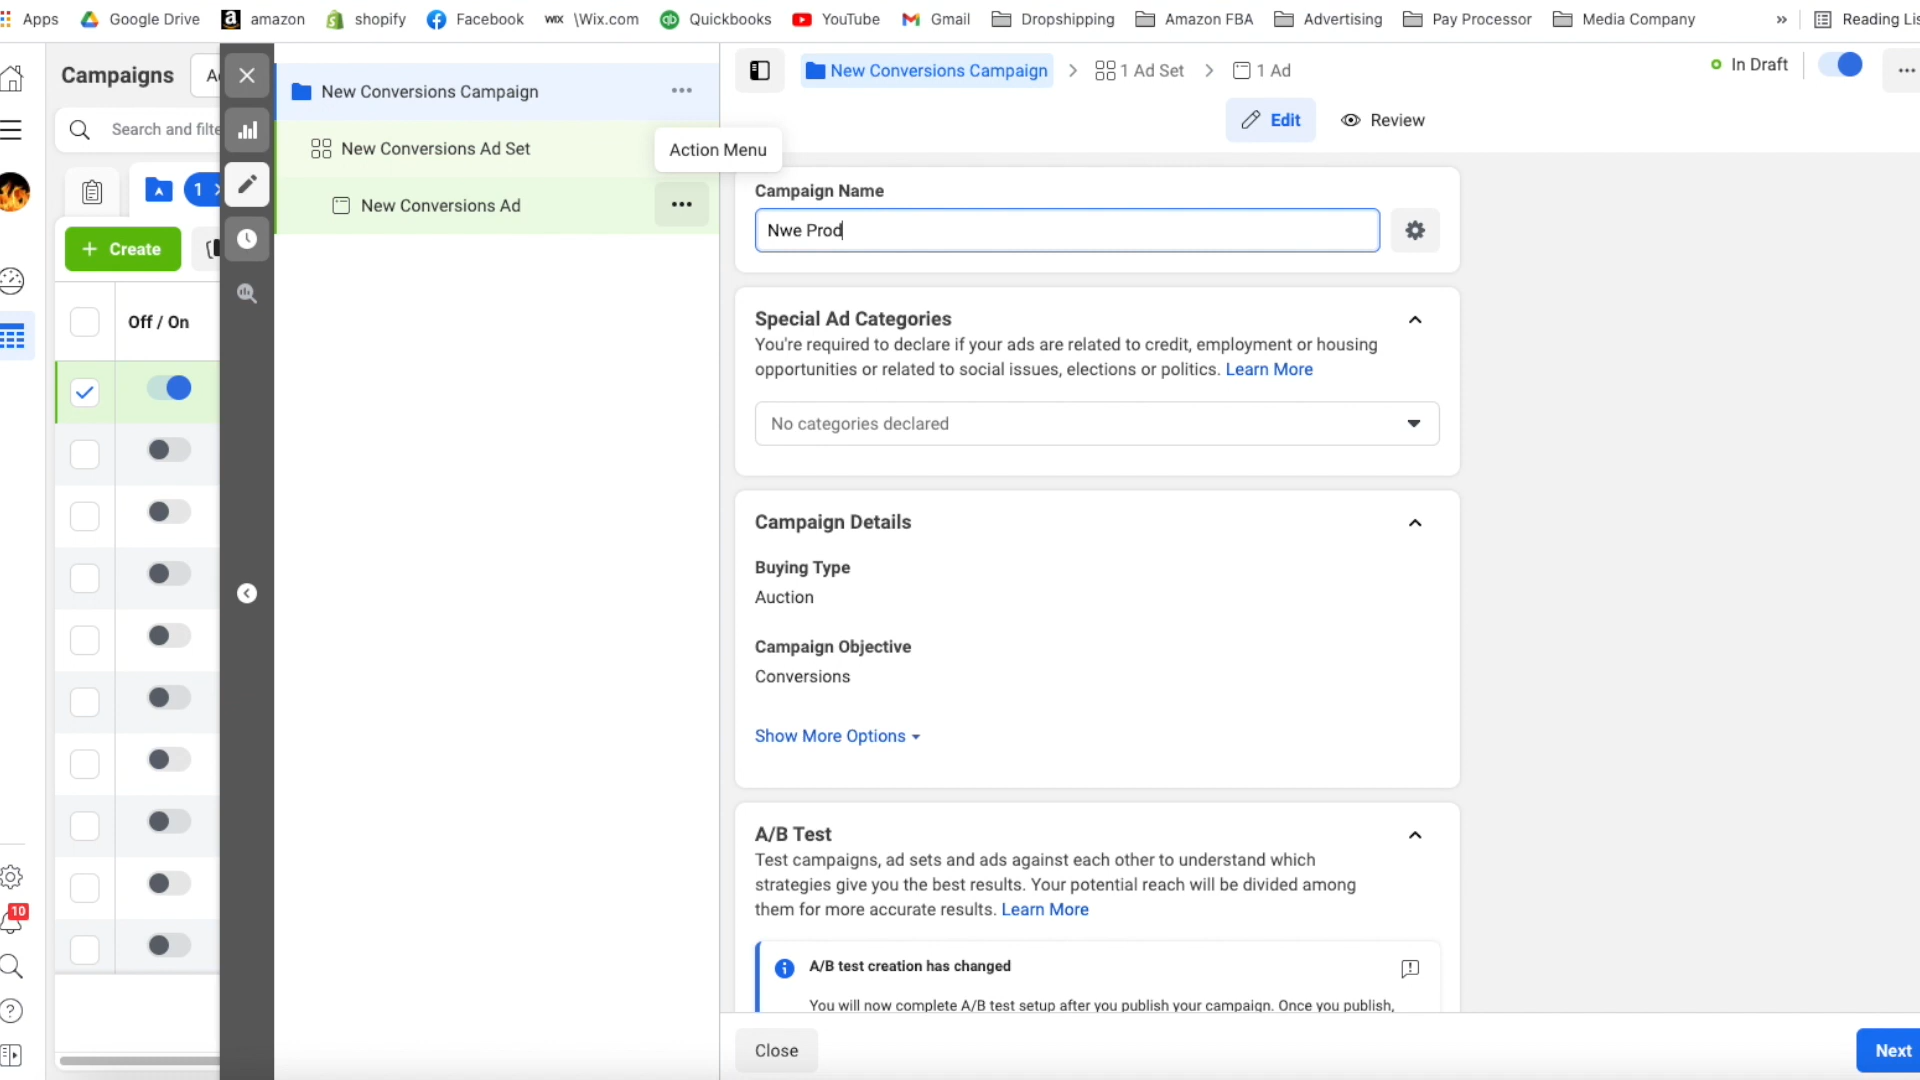 Apps
Google Drive
amazon
shopify
Facebook
WIX \Wix.com
Quickbooks
YouTube
Gmail
Dropshipping
Amazon FBA
Advertising
Pay Processor
Media Company
»
Reading Lis
Campaigns
New Conversions Campaign
New Conversions Ad Set
New Conversions Ad
Action Menu
Search and filte
1
+ Create
Off / On
10
New Conversions Campaign
1 Ad Set
1 Ad
In Draft
Edit
Review
Campaign Name
Nwe Prod
Special Ad Categories
You're required to declare if your ads are related to credit, employment or housing
opportunities or related to social issues, elections or politics. Learn More
No categories declared
Campaign Details
Buying Type
Auction
Campaign Objective
Conversions
Show More Options
A/B Test
Test campaigns, ad sets and ads against each other to understand which
strategies give you the best results. Your potential reach will be divided among
them for more accurate results. Learn More
A/B test creation has changed
You will now complete A/B test setup after you publish your campaign. Once you publish,
Close
Next